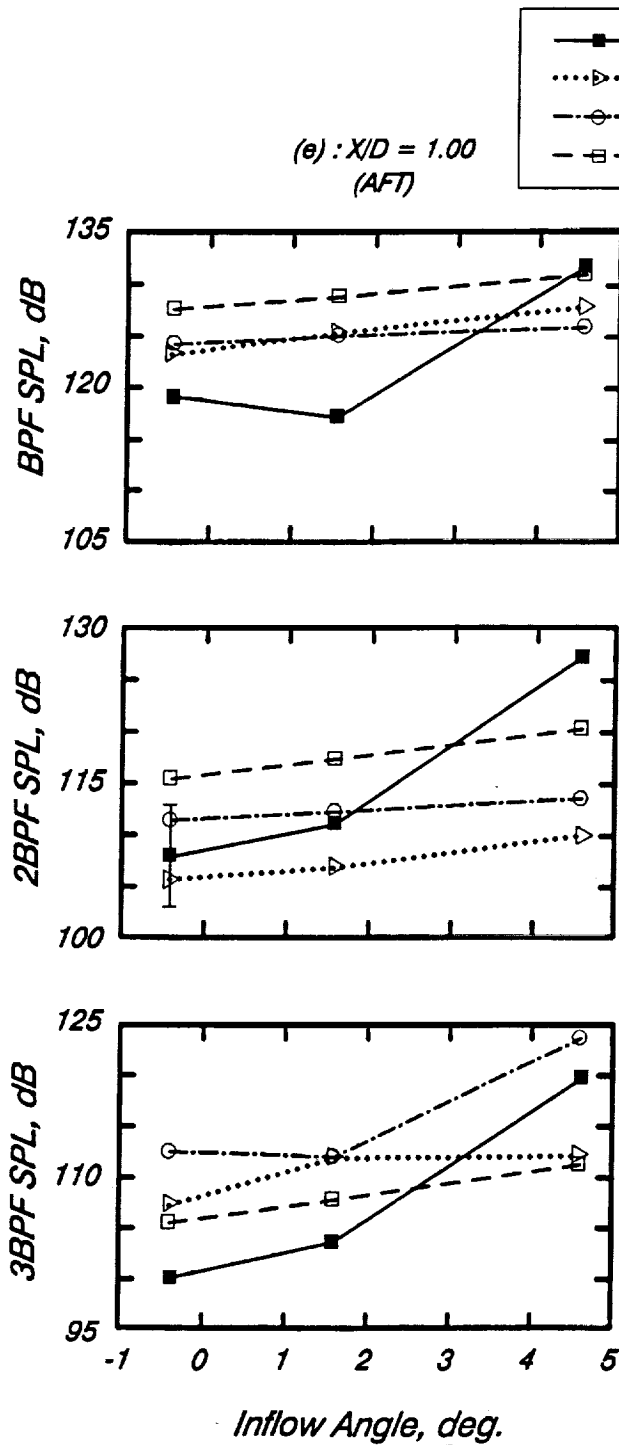 (e) : X/D = 1.00
(AFT)
135
120
105
BPF SPL, dB
130
115
100
2BPF SPL, dB
125
110
95
3BPF SPL, dB
-1 0 1 2 3 4 5
Inflow Angle, deg.